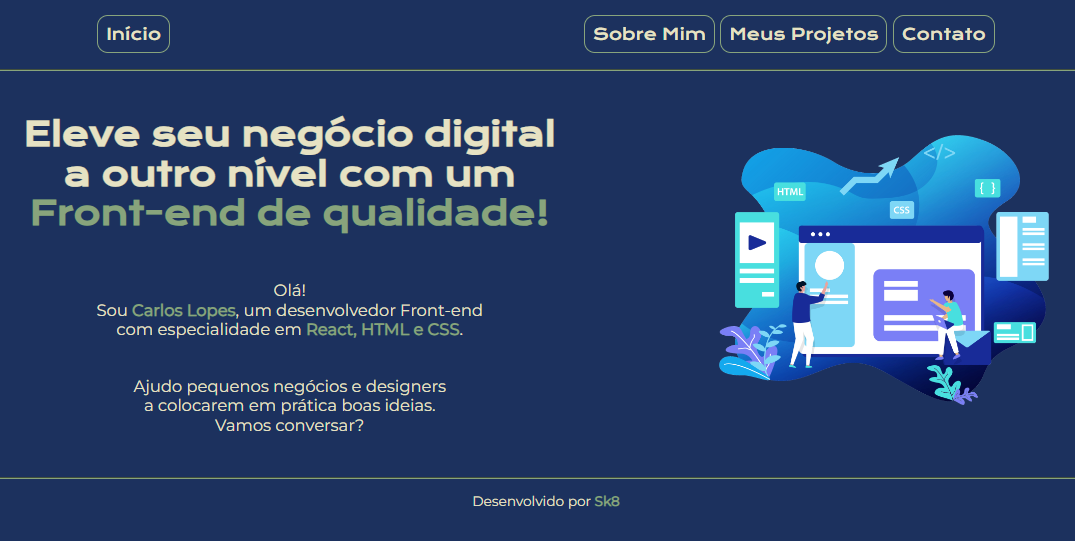 Início
Sobre Mim
Meus Projetos
Contato
Eleve seu negócio digital
a outro nível com um
Front-end de qualidade!
</>
HTML
{ }
CSS
Olá!
Sou Carlos Lopes, um desenvolvedor Front-end
com especialidade em React, HTML e CSS.
Ajudo pequenos negócios e designers
a colocarem em prática boas ideias.
Vamos conversar?
Desenvolvido por Sk8